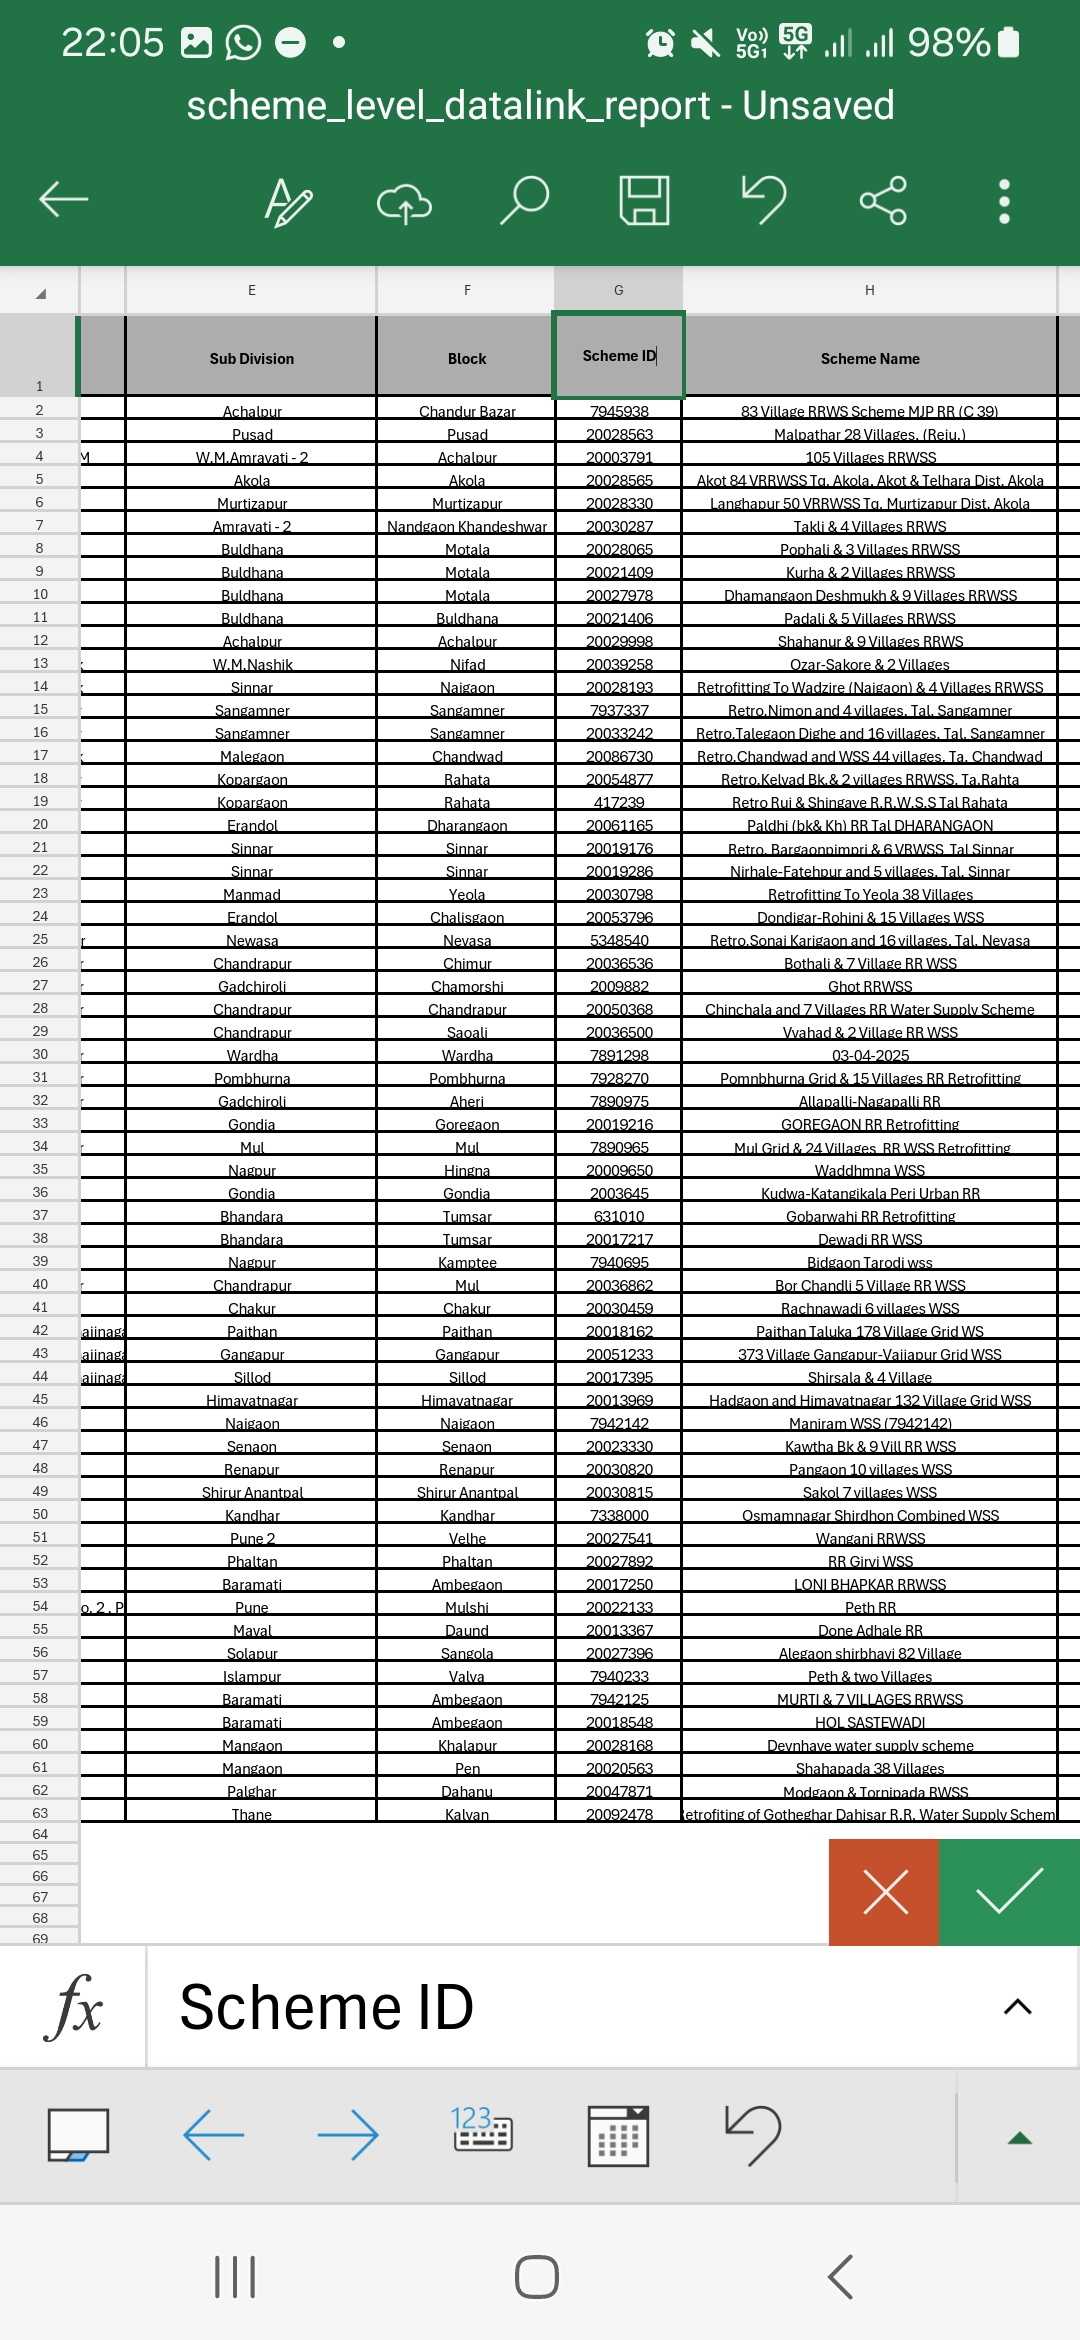 22:05 Vo)) 5G1 5G 98%
scheme_level_datalink_report - Unsaved
E F G H
1 Sub Division Block Scheme ID Scheme Name
2 Achalpur Chandur Bazar 7945938 83 Village RRWS Scheme MJP RR (C 39)
3 Pusad Pusad 20028563 Malpathar 28 Villages. (Reju.)
4 M W.M.Amravati - 2 Achalpur 20003791 105 Villages RRWSS
5 Akola Akola 20028565 Akot 84 VRRWSS Tq. Akola, Akot & Telhara Dist. Akola
6 Murtizapur Murtizapur 20028330 Langhapur 50 VRRWSS Tq. Murtizapur Dist. Akola
7 Amravati - 2 Nandgaon Khandeshwar 20030287 Takli & 4 Villages RRWS
8 Buldhana Motala 20028065 Pophali & 3 Villages RRWSS
9 Buldhana Motala 20021409 Kurha & 2 Villages RRWSS
10 Buldhana Motala 20027978 Dhamangaon Deshmukh & 9 Villages RRWSS
11 Buldhana Buldhana 20021406 Padali & 5 Villages RRWSS
12 Achalpur Achalpur 20029998 Shahanur & 9 Villages RRWS
13 W.M.Nashik Nifad 20039258 Ozar-Sakore & 2 Villages
14 Sinnar Naigaon 20028193 Retrofitting To Wadzire (Naigaon) & 4 Villages RRWSS
15 Sangamner Sangamner 7937337 Retro.Nimon and 4 villages, Tal. Sangamner
16 Sangamner Sangamner 20033242 Retro.Talegaon Dighe and 16 villages, Tal. Sangamner
17 Malegaon Chandwad 20086730 Retro.Chandwad and WSS 44 villages, Ta. Chandwad
18 Kopargaon Rahata 20054877 Retro.Kelvad Bk.& 2 villages RRWSS, Ta.Rahta
19 Kopargaon Rahata 417239 Retro Rui & Shingave R.R.W.S.S Tal Rahata
20 Erandol Dharangaon 20061165 Paldhi (bk& Kh) RR Tal DHARANGAON
21 Sinnar Sinnar 20019176 Retro. Bargaonpimpri & 6 VRWSS Tal Sinnar
22 Sinnar Sinnar 20019286 Nirhale-Fatehpur and 5 villages, Tal. Sinnar
23 Manmad Yeola 20030798 Retrofitting To Yeola 38 Villages
24 Erandol Chalisgaon 20053796 Dondigar-Rohini & 15 Villages WSS
25 r Newasa Nevasa 5348540 Retro.Sonai Karigaon and 16 villages, Tal. Nevasa
26 Chandrapur Chimur 20036536 Bothali & 7 Village RR WSS
27 Gadchiroli Chamorshi 2009882 Ghot RRWSS
28 Chandrapur Chandrapur 20050368 Chinchala and 7 Villages RR Water Supply Scheme
29 Chandrapur Saoali 20036500 Vyahad & 2 Village RR WSS
30 Wardha Wardha 7891298 03-04-2025
31 Pombhurna Pombhurna 7928270 Pomnbhurna Grid & 15 Villages RR Retrofitting
32 Gadchiroli Aheri 7890975 Allapalli-Nagapalli RR
33 Gondia Goregaon 20019216 GOREGAON RR Retrofitting
34 Mul Mul 7890965 Mul Grid & 24 Villages RR WSS Retrofitting
35 Nagpur Hingna 20009650 Waddhmna WSS
36 Gondia Gondia 2003645 Kudwa-Katangikala Peri Urban RR
37 Bhandara Tumsar 631010 Gobarwahi RR Retrofitting
38 Bhandara Tumsar 20017217 Dewadi RR WSS
39 Nagpur Kamptee 7940695 Bidgaon Tarodi wss
40 Chandrapur Mul 20036862 Bor Chandli 5 Village RR WSS
41 Chakur Chakur 20030459 Rachnawadi 6 villages WSS
42 ajinaga Paithan Paithan 20018162 Paithan Taluka 178 Village Grid WS
43 ajinaga Gangapur Gangapur 20051233 373 Village Gangapur-Vaijapur Grid WSS
44 ajinaga Sillod Sillod 20017395 Shirsala & 4 Village
45 Himayatnagar Himayatnagar 20013969 Hadgaon and Himayatnagar 132 Village Grid WSS
46 Naigaon Naigaon 7942142 Maniram WSS (7942142)
47 Senaon Senaon 20023330 Kawtha Bk & 9 Vill RR WSS
48 Renapur Renapur 20030820 Pangaon 10 villages WSS
49 Shirur Anantpal Shirur Anantpal 20030815 Sakol 7 villages WSS
50 Kandhar Kandhar 7338000 Osmamnagar Shirdhon Combined WSS
51 Pune 2 Velhe 20027541 Wangani RRWSS
52 Phaltan Phaltan 20027892 RR Girvi WSS
53 Baramati Ambegaon 20017250 LONI BHAPKAR RRWSS
54 o. 2 , P Pune Mulshi 20022133 Peth RR
55 Maval Daund 20013367 Done Adhale RR
56 Solapur Sangola 20027396 Alegaon shirbhavi 82 Village
57 Islampur Valva 7940233 Peth & two Villages
58 Baramati Ambegaon 7942125 MURTI & 7 VILLAGES RRWSS
59 Baramati Ambegaon 20018548 HOL SASTEWADI
60 Mangaon Khalapur 20028168 Devnhave water supply scheme
61 Mangaon Pen 20020563 Shahapada 38 Villages
62 Palghar Dahanu 20047871 Modgaon & Tornipada RWSS
63 Thane Kalyan 20092478 etrofiting of Gotheghar Dahisar R.R. Water Supply Schem
64
65
66
67
68
69
fx Scheme ID
123